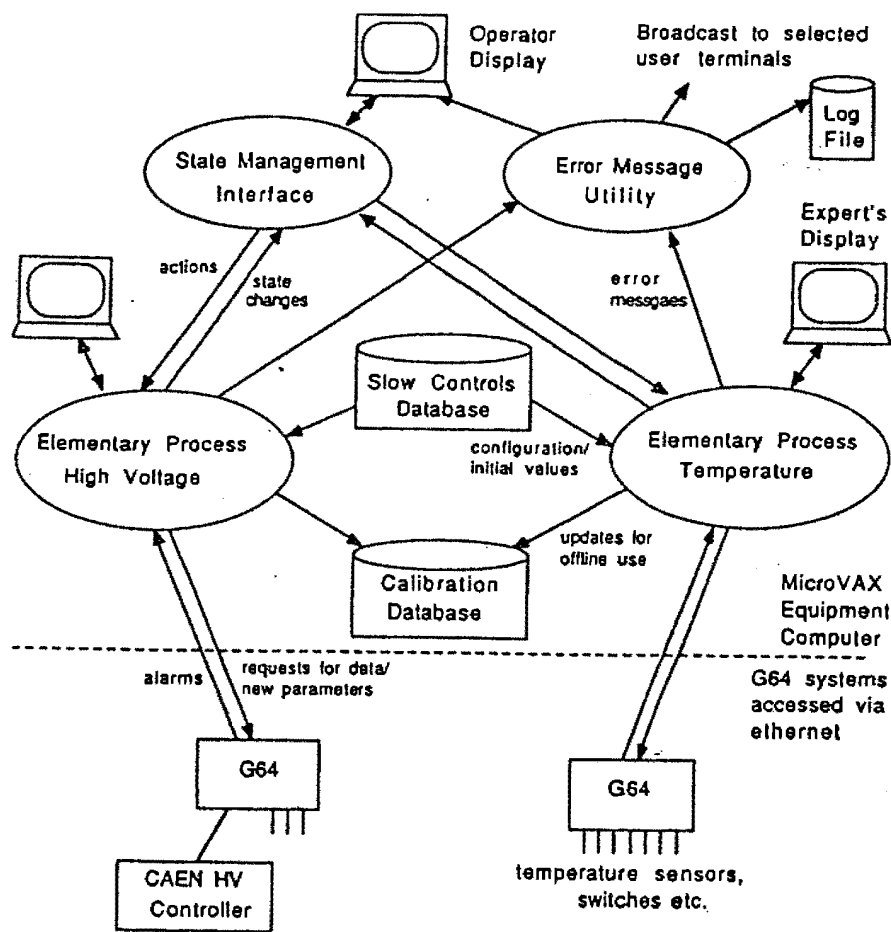 Operator
Display
Broadcast to selected
user terminals
Log
File
State Management
Interface
Error Message
Utility
Expert's
Display
actions
state
changes
error
messgaes
Slow Controls
Database
Elementary Process
High Voltage
configuration/
initial values
Elementary Process
Temperature
updates for
offline use
Calibration
Database
MicroVAX
Equipment
Computer
alarms
requests for data/
new parameters
G64 systems
accessed via
ethernet
G64
G64
CAEN HV
Controller
temperature sensors,
switches etc.